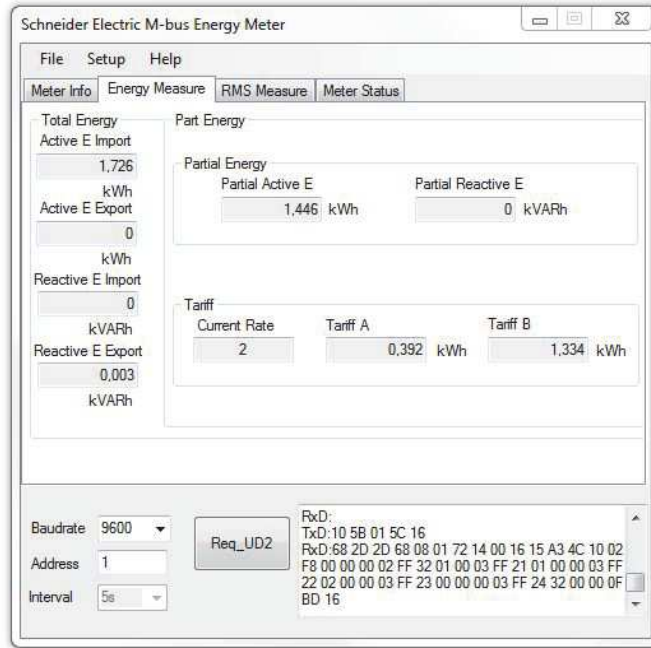 Schneider Electric M-bus Energy Meter
File Setup Help
Meter Info Energy Measure RMS Measure Meter Status
Total Energy
Active E Import
1,726
kWh
Active E Export
0
kWh
Reactive E Import
0
kVARh
Reactive E Export
0,003
kVARh
Part Energy
Partial Energy
Partial Active E Partial Reactive E
1,446 kWh 0 kVARh
Tariff
Current Rate Tariff A Tariff B
2 0,392 kWh 1,334 kWh
Baudrate 9600
Address 1
Interval 5s
Req_UD2
RxD:
TxD:10 5B 01 5C 16
RxD:68 2D 2D 68 08 01 72 14 00 16 15 A3 4C 10 02
F8 00 00 00 02 FF 32 01 00 03 FF 21 01 00 00 03 FF
22 02 00 00 03 FF 23 00 00 00 03 FF 24 32 00 00 0F
BD 16